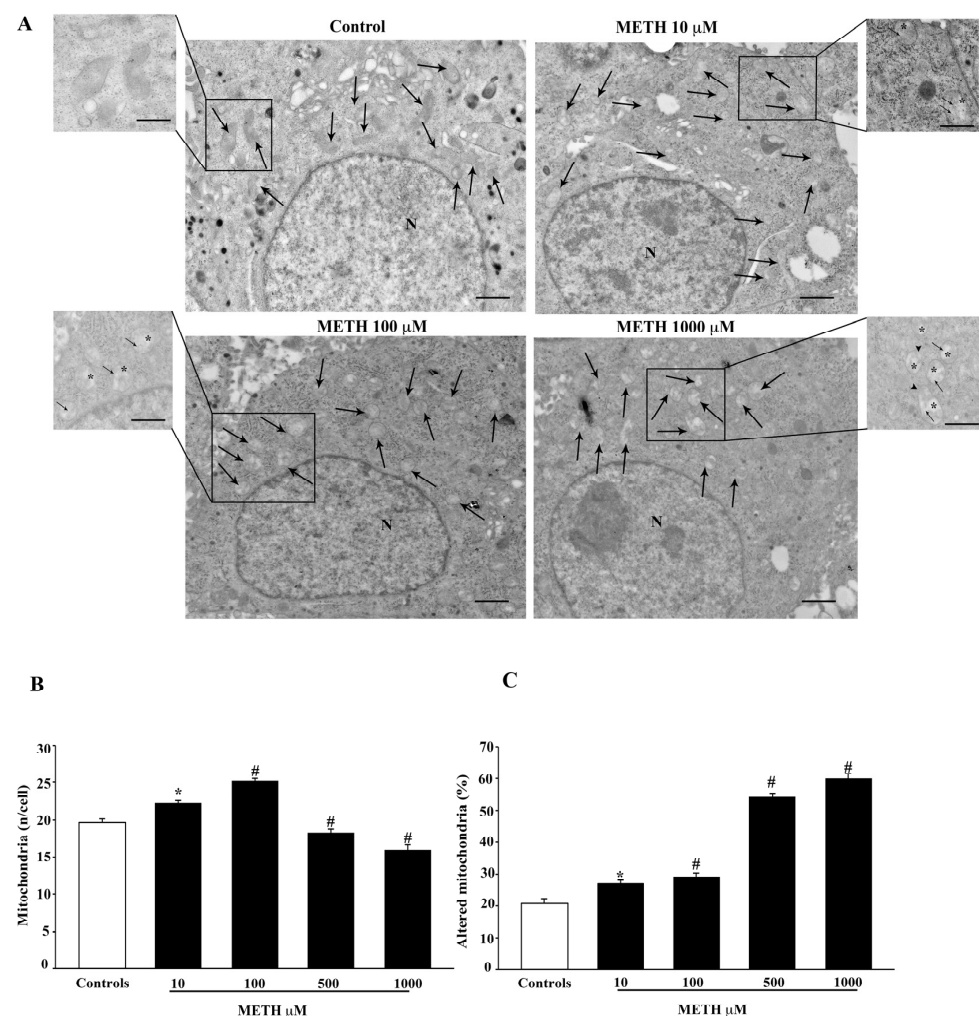 A
Control
METH 10 μM
N
N
METH 100 μM
METH 1000 μM
N
N
B
C
Mitochondria (n/cell)
30
25
20
15
10
5
0
*
#
#
#
Controls
10
100
500
1000
METH μM
Altered mitochondria (%)
70
60
50
40
30
20
10
0
*
#
#
#
Controls
10
100
500
1000
METH μM